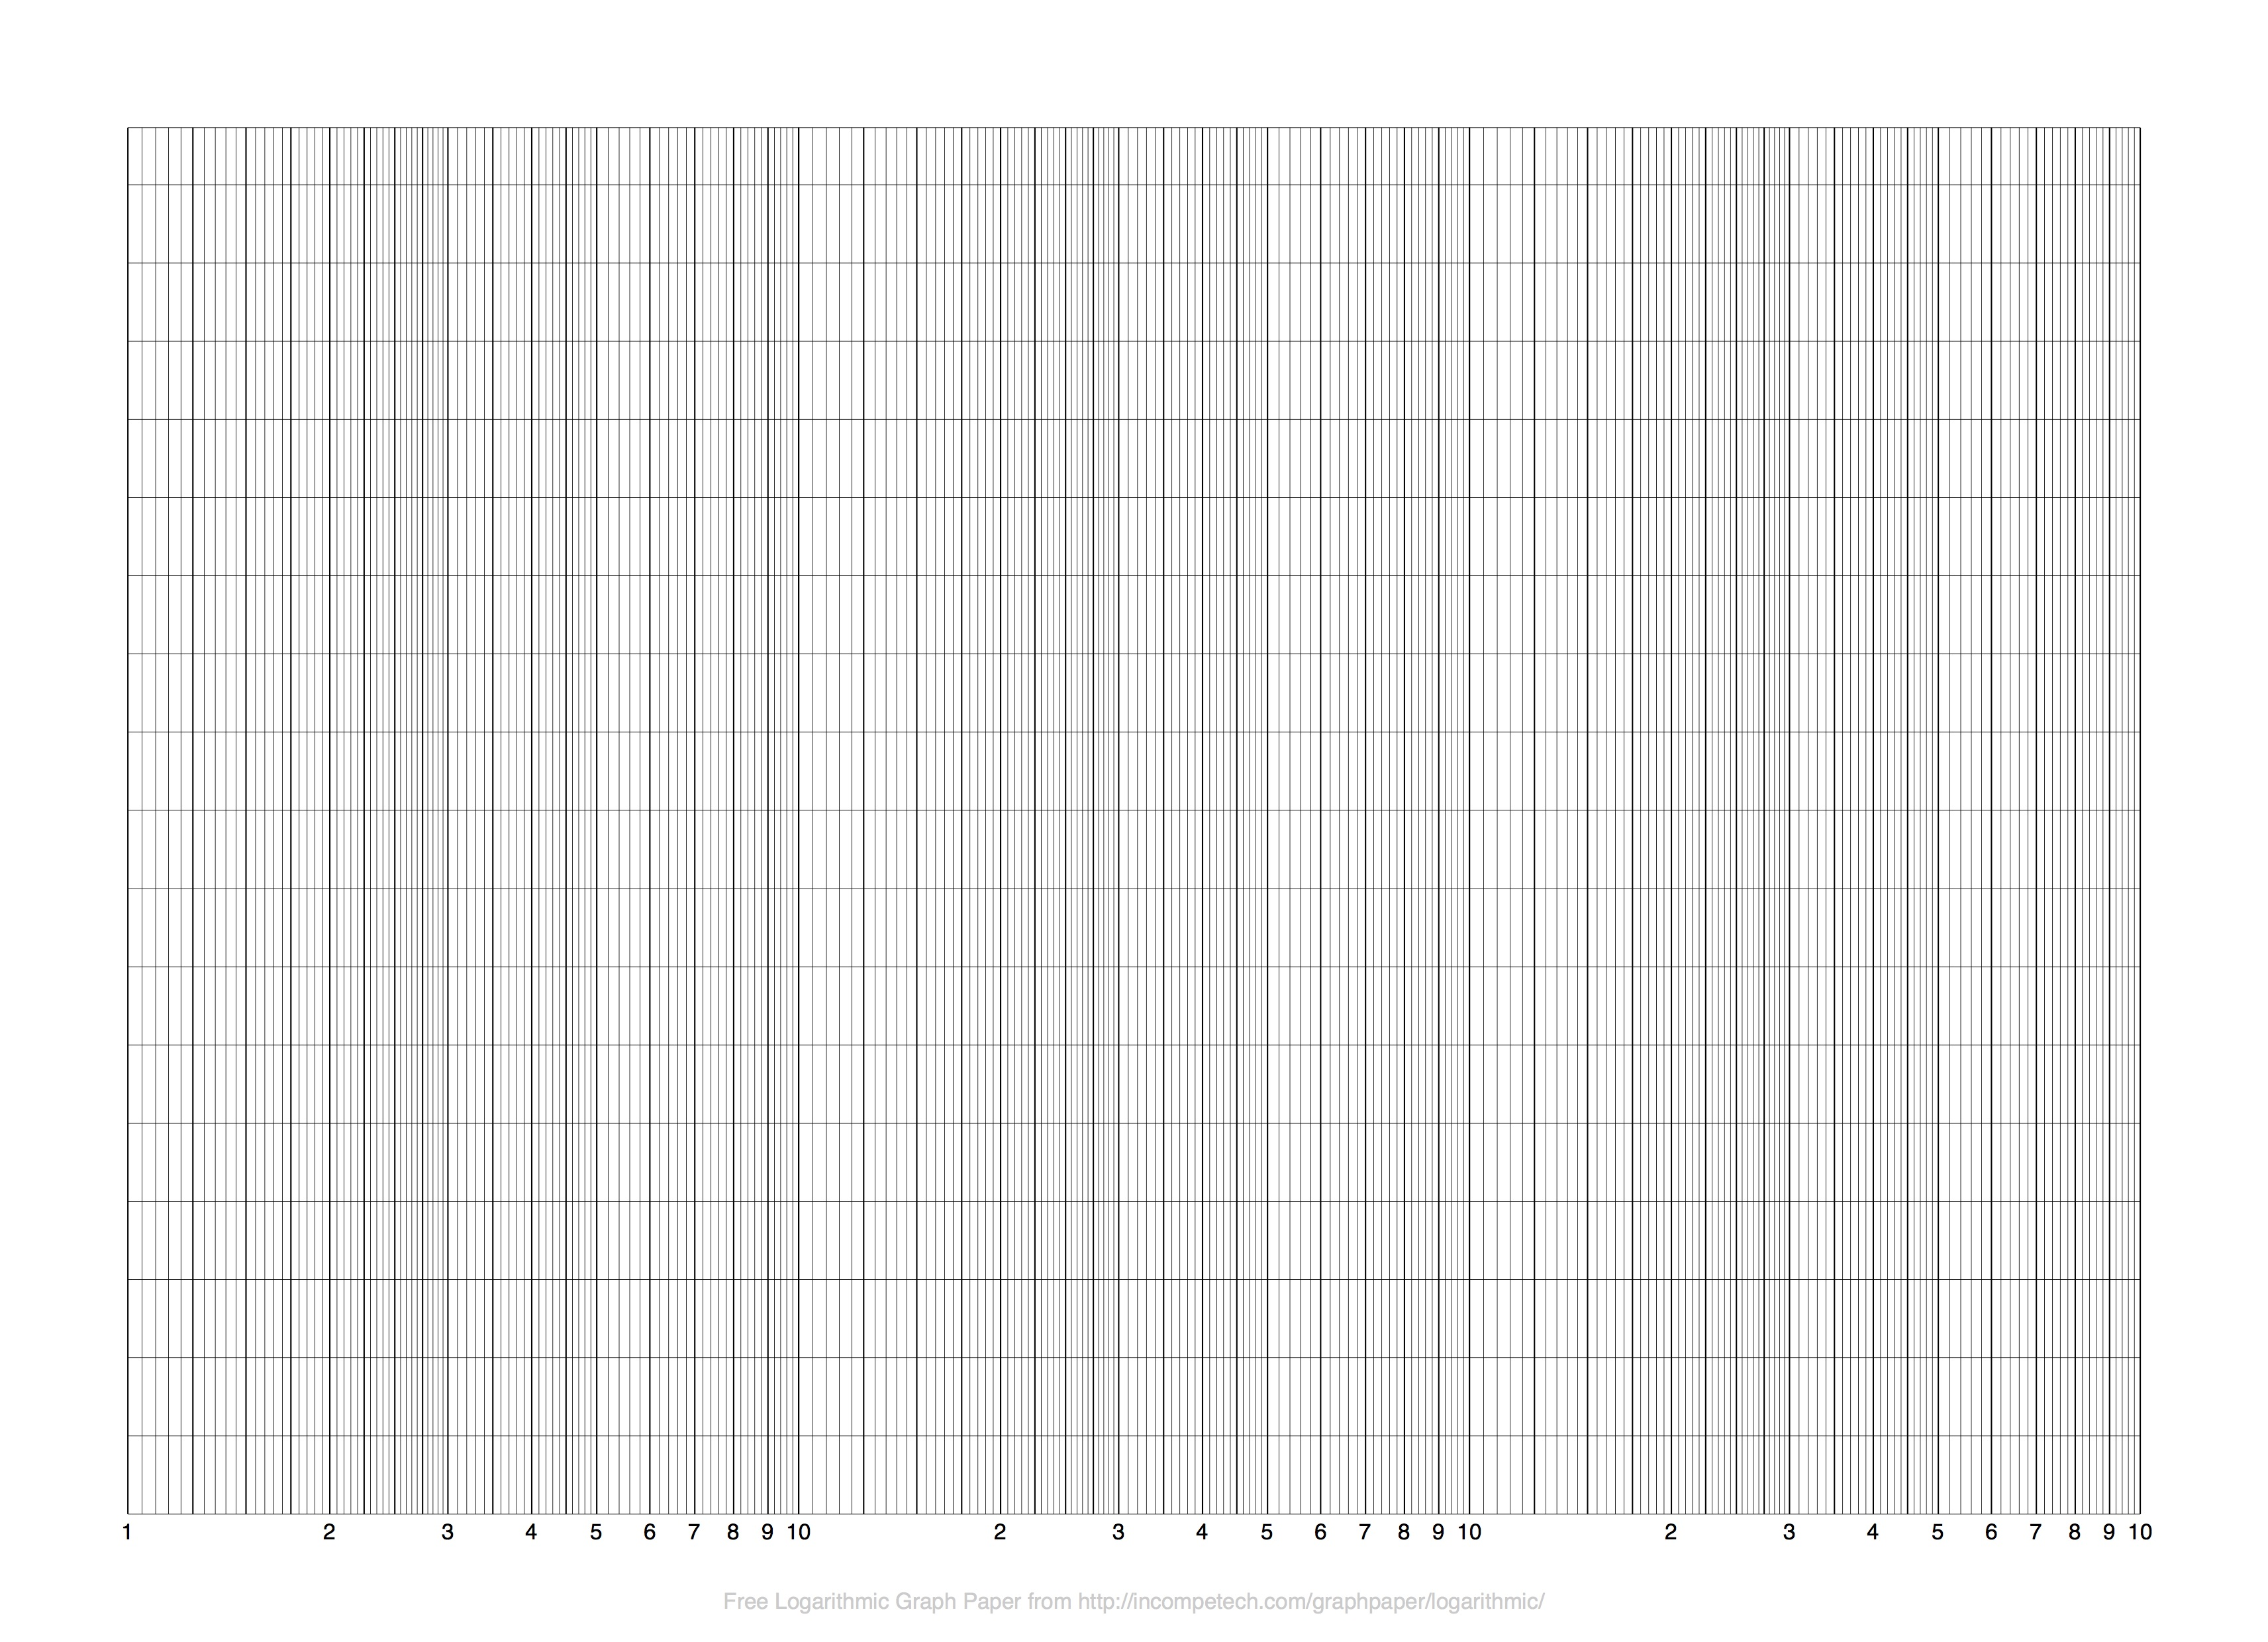 1 2 3 4 5 6 7 8 9 10 2 3 4 5 6 7 8 9 10 2 3 4 5 6 7 8 9 10
Free Logarithmic Graph Paper from http://incompetech.com/graphpaper/logarithmic/